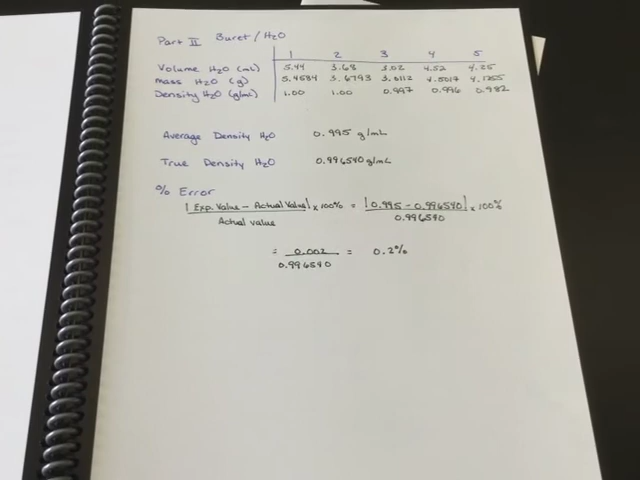 Part II Buret / H₂O
1 2 3 4 5
Volume H₂O (mL) 5.44 3.68 3.02 4.52 4.25
mass H₂O (g) 5.4584 3.6793 3.0112 4.5017
Density H₂O (g/mL) 1.00 1.00 0.997 0.996 0.982
Average Density H₂O 0.995 g/mL
True Density H₂O 0.996540 g/mL
% Error
| Exp. Value - Actual Value | x 100% = | 0.995 - 0.996540 | x 100%
Actual value 0.996540
= 0.002 = 0.2%
0.996540